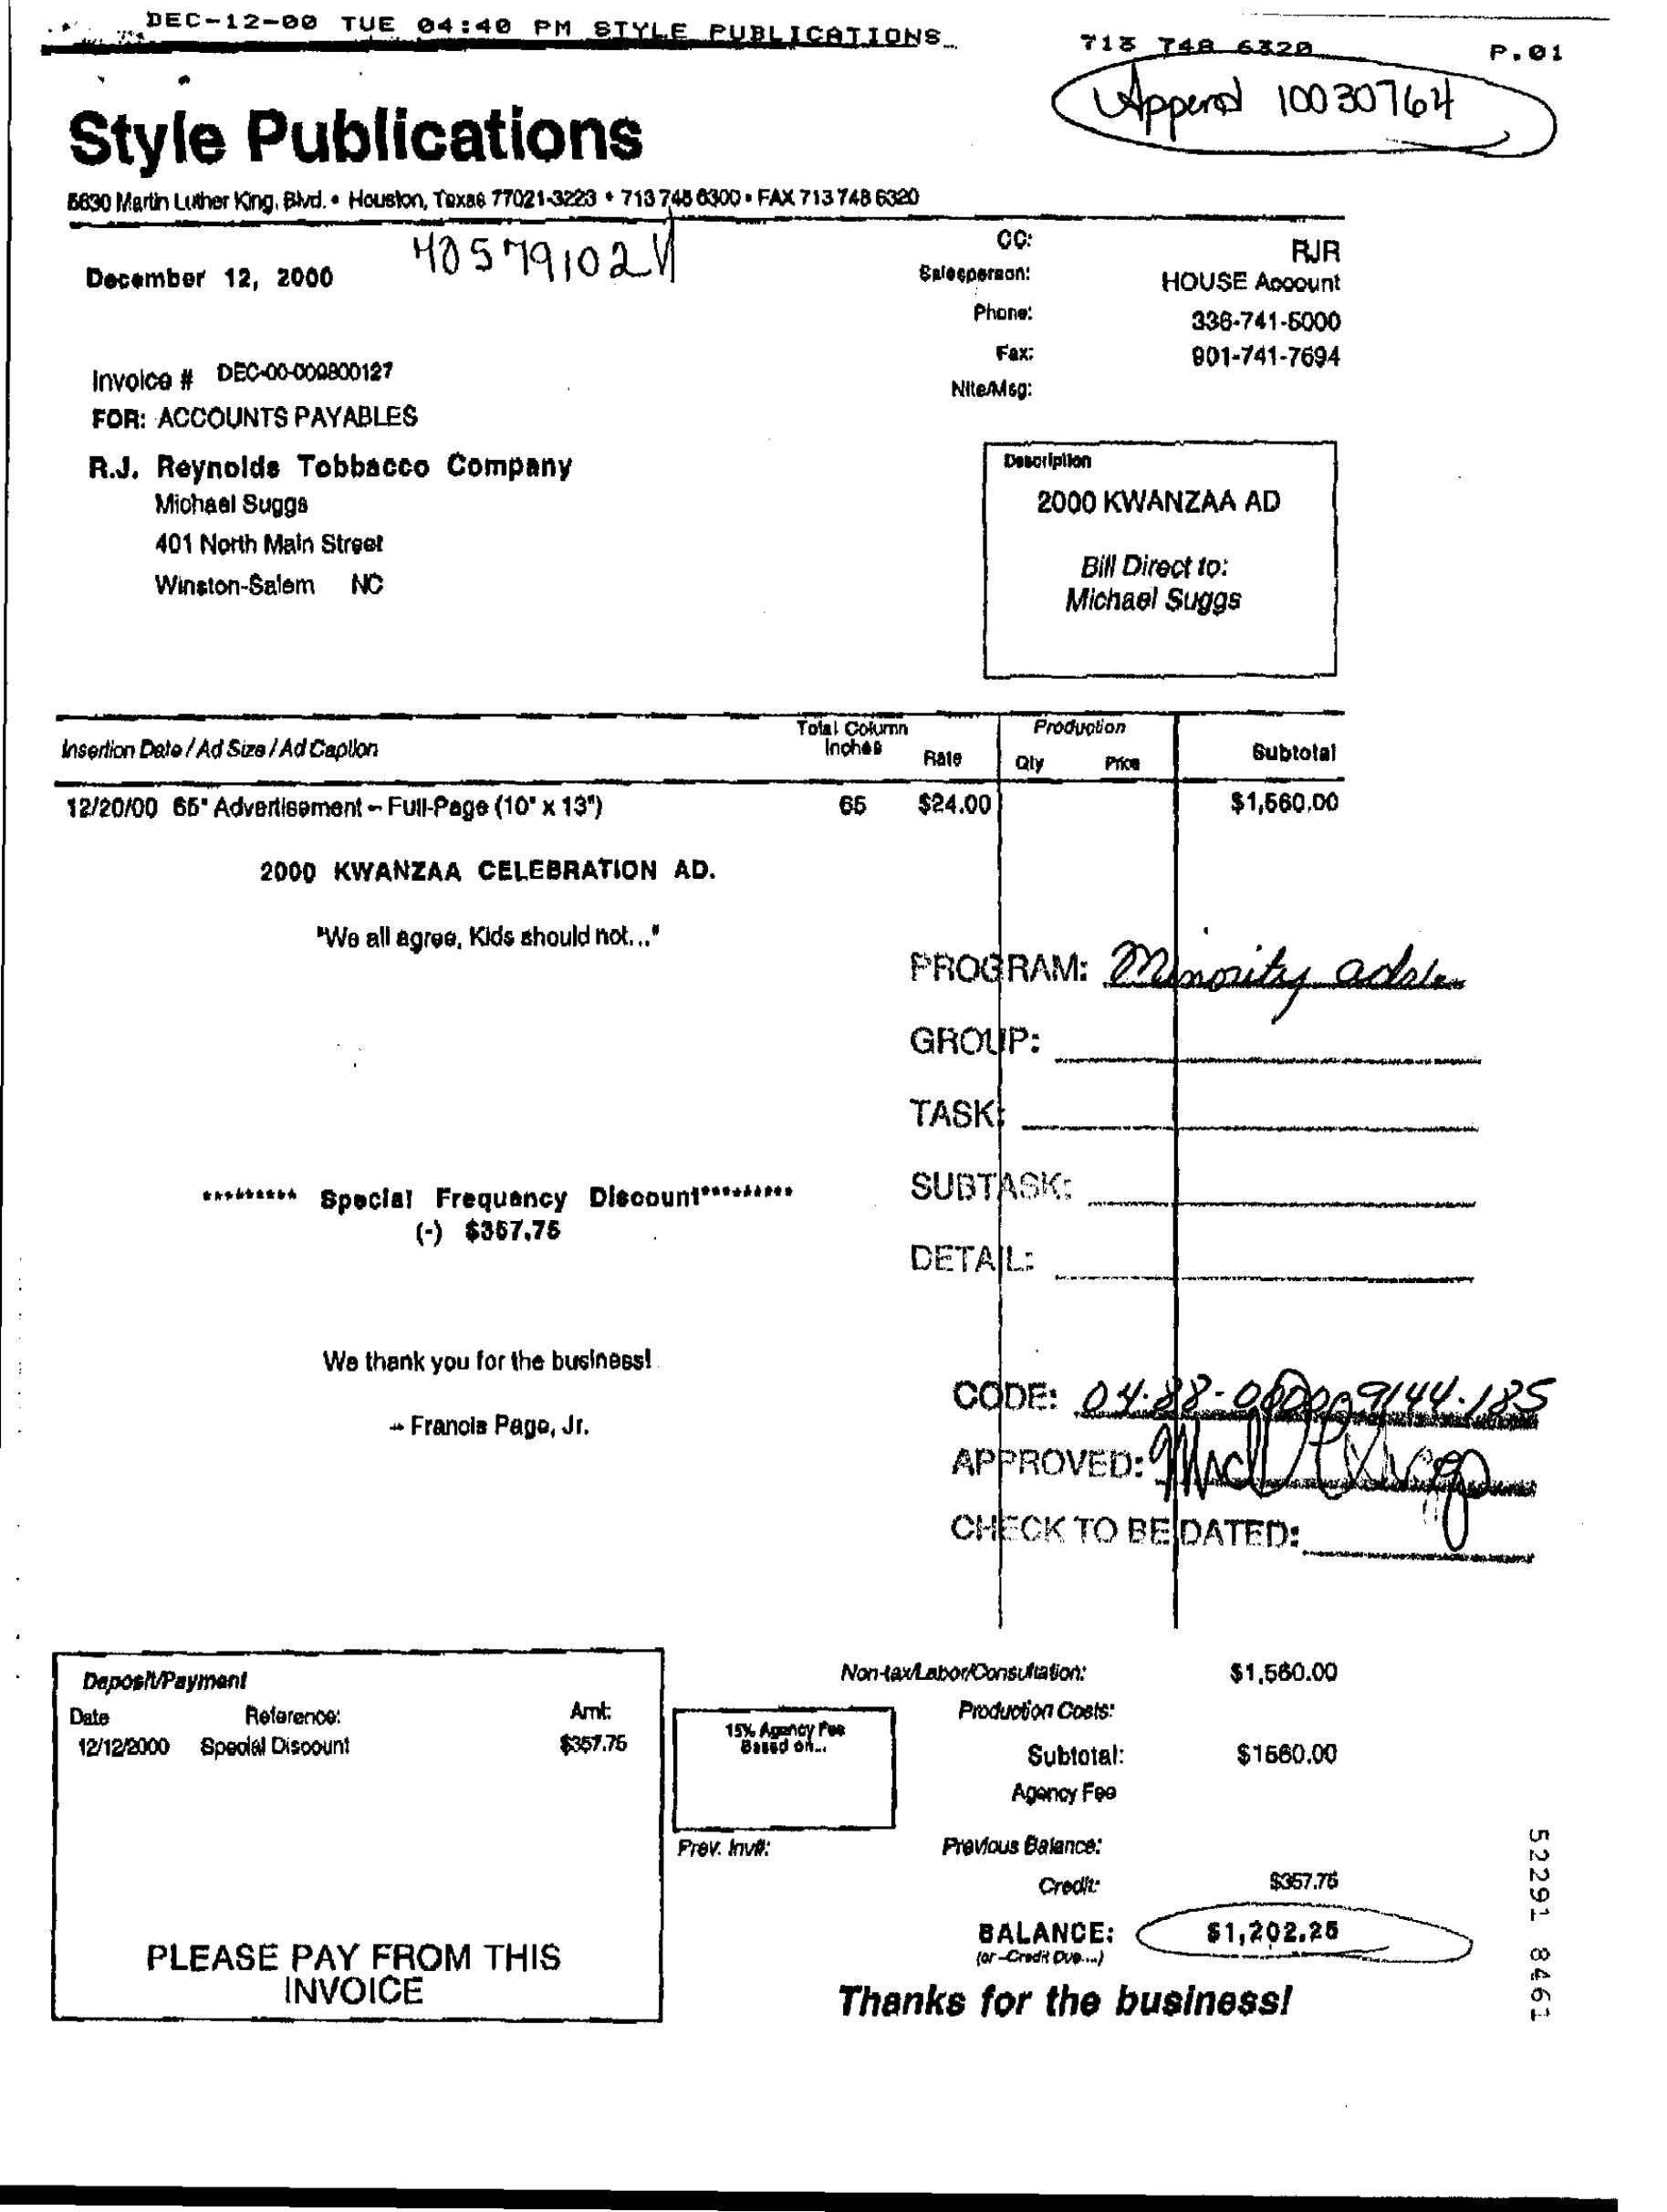 DEC-12-00 TUE 04:40 PM STYLE PUBLICATIONS 713 748 6320 P.01
10030764
Style Publications
5630 Martin Luther King, Blvd. • Houston, Texas 77021-3223 • 713 748 6300 • FAX 713 748 6320
December 12, 2000
CC: RJR
Salesperson: HOUSE Account
Phone: 336-741-5000
Fax: 901-741-7694
Nite/Msg:
Invoice # DEC-00-000800127
FOR: ACCOUNTS PAYABLES
R.J. Reynolds Tobbacco Company
Michael Suggs
401 North Main Street
Winston-Salem NC
Description
2000 KWANZAA AD
Bill Direct to:
Michael Suggs
Insertion Date / Ad Size / Ad Caption Total Column Inches Rate Production Qty Price Subtotal
12/20/00 65" Advertisement -- Full-Page (10" x 13") 65 $24.00 $1,560.00
2000 KWANZAA CELEBRATION AD.
"We all agree, Kids should not..."
PROGRAM: Minority
GROUP:
TASK:
SUBTASK:
DETAIL:
********* Special Frequency Discount*********
(-) $357.75
We thank you for the business!
-- Francis Page, Jr.
CODE:
APPROVED:
CHECK TO BE DATED:
Deposit/Payment
Date Reference: Amt:
12/12/2000 Special Discount $357.75
PLEASE PAY FROM THIS
INVOICE
15% Agency Fee
Based on...
Prev. Inv#:
Non-tax/Labor/Consultation: $1,560.00
Production Costs:
Subtotal: $1560.00
Agency Fee
Previous Balance:
Credit: $357.75
BALANCE: $1,202.25
(or -Credit Due....)
Thanks for the business!
52291 8461